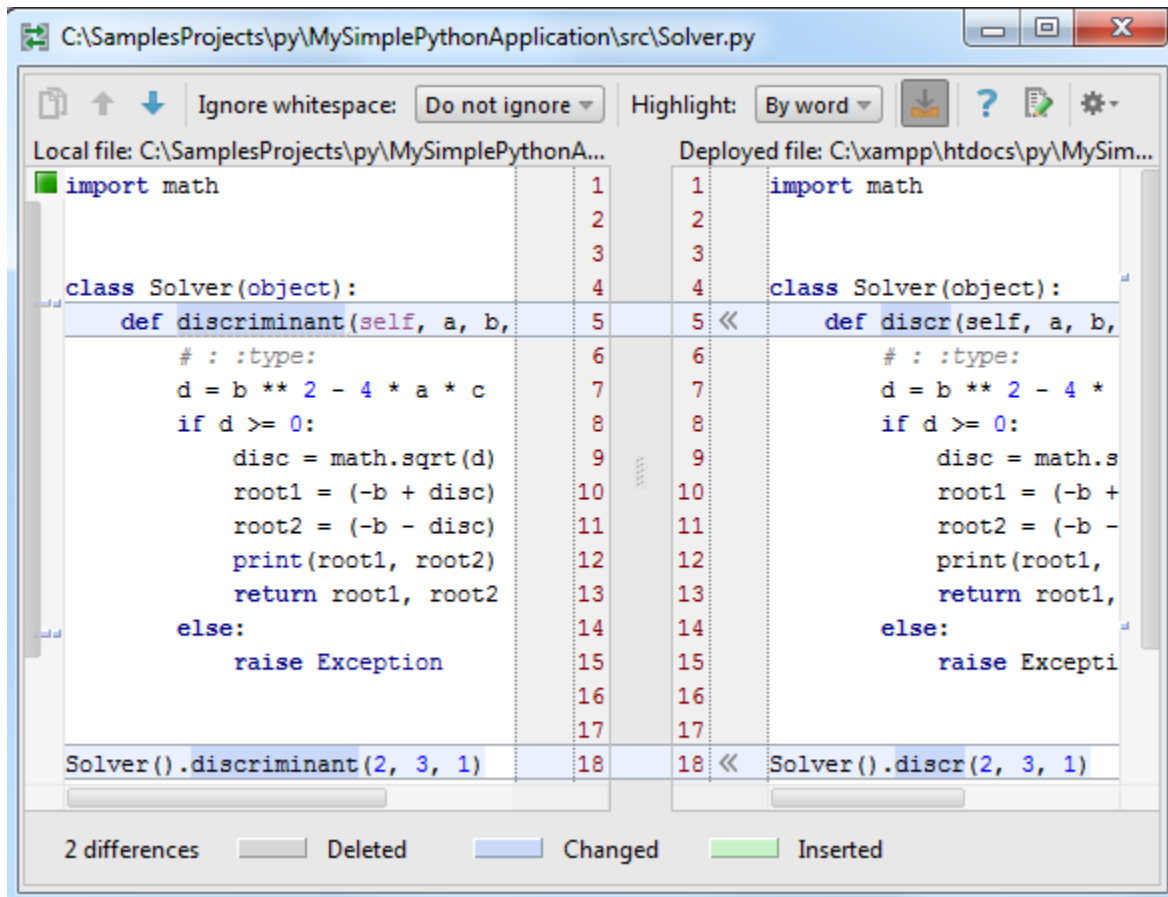 C:\SamplesProjects\py\MySimplePythonApplication\src\Solver.py
Ignore whitespace: Do not ignore Highlight: By word ?
Local file: C:\SamplesProjects\py\MySimplePythonA... Deployed file: C:\xampp\htdocs\py\MySim...
import math 1 1 import math
2 2
3 3
class Solver(object): 4 4 class Solver(object):
def discriminant(self, a, b, 5 5 « def discr(self, a, b,
# : :type: 6 6 # : :type:
d = b ** 2 - 4 * a * c 7 7 d = b ** 2 - 4 *
if d >= 0: 8 8 if d >= 0:
disc = math.sqrt(d) 9 9 disc = math.s
root1 = (-b + disc) 10 10 root1 = (-b +
root2 = (-b - disc) 11 11 root2 = (-b -
print(root1, root2) 12 12 print(root1,
return root1, root2 13 13 return root1,
else: 14 14 else:
raise Exception 15 15 raise Excepti
16 16
17 17
Solver().discriminant(2, 3, 1) 18 18 « Solver().discr(2, 3, 1)
2 differences Deleted Changed Inserted